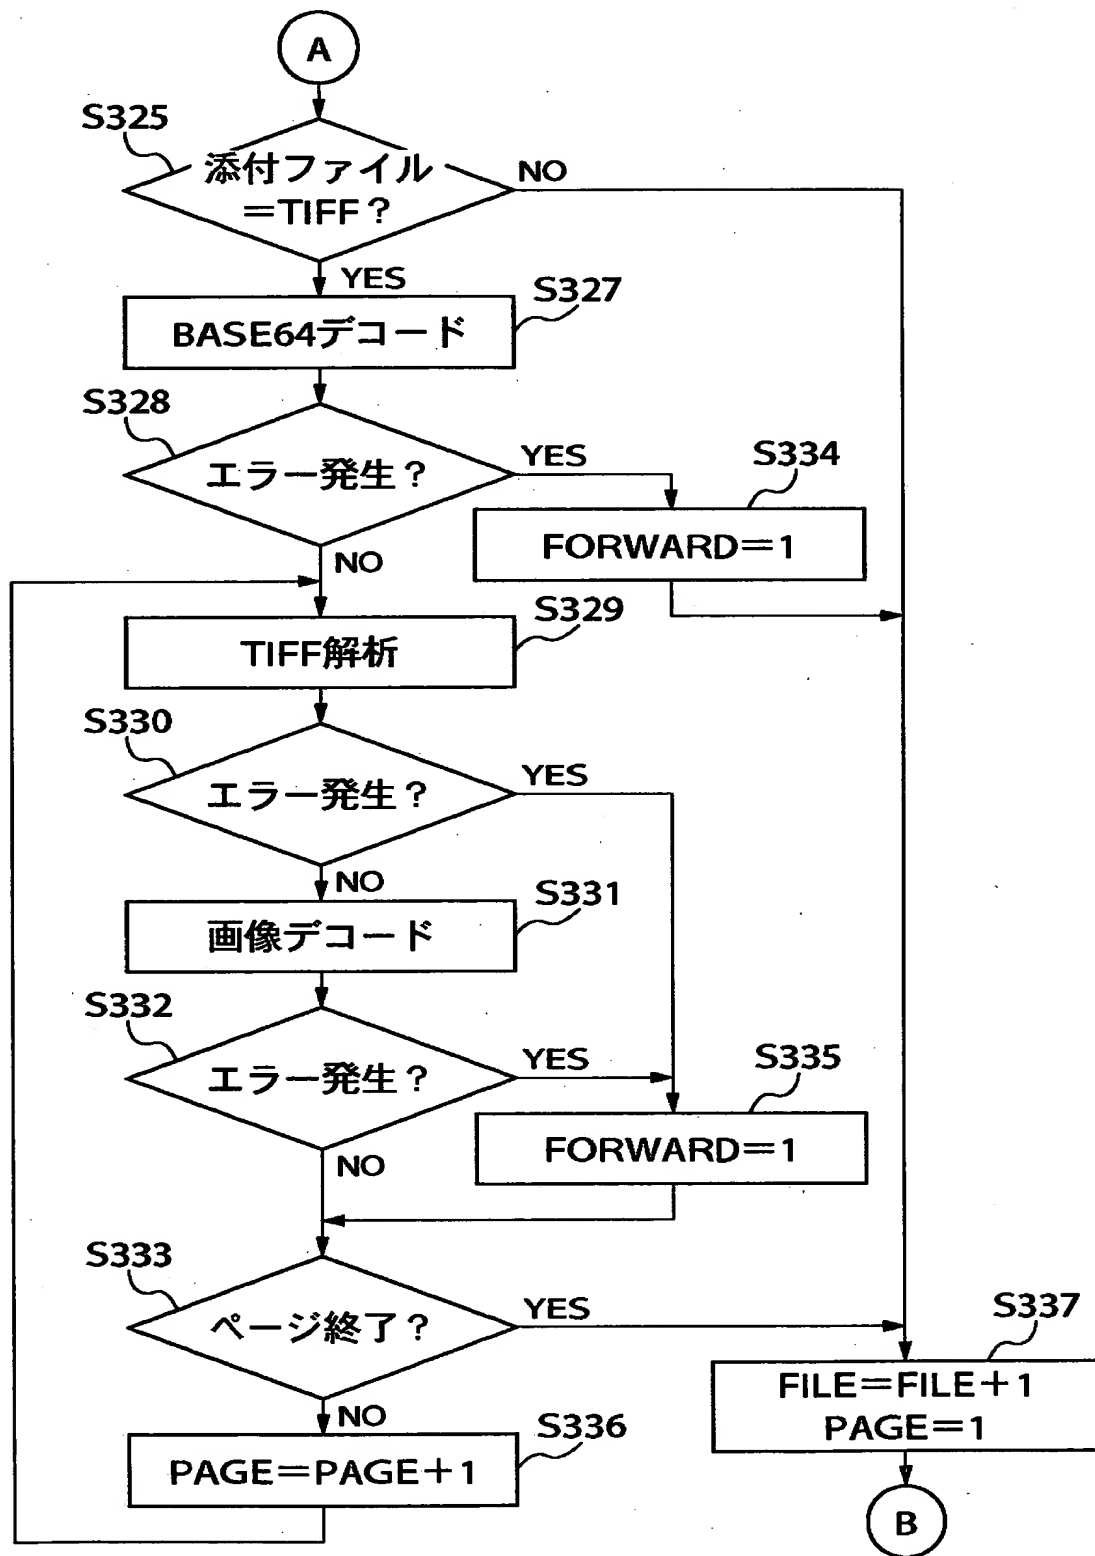 A
S325
添付ファイル
＝TIFF？
NO
YES
S327
BASE64デコード
S328
エラー発生？
YES
S334
FORWARD＝1
NO
S329
TIFF解析
S330
エラー発生？
YES
NO
S331
画像デコード
S332
エラー発生？
YES
S335
FORWARD＝1
NO
S333
ページ終了？
YES
S337
FILE＝FILE＋1
PAGE＝1
NO
S336
PAGE＝PAGE＋1
B